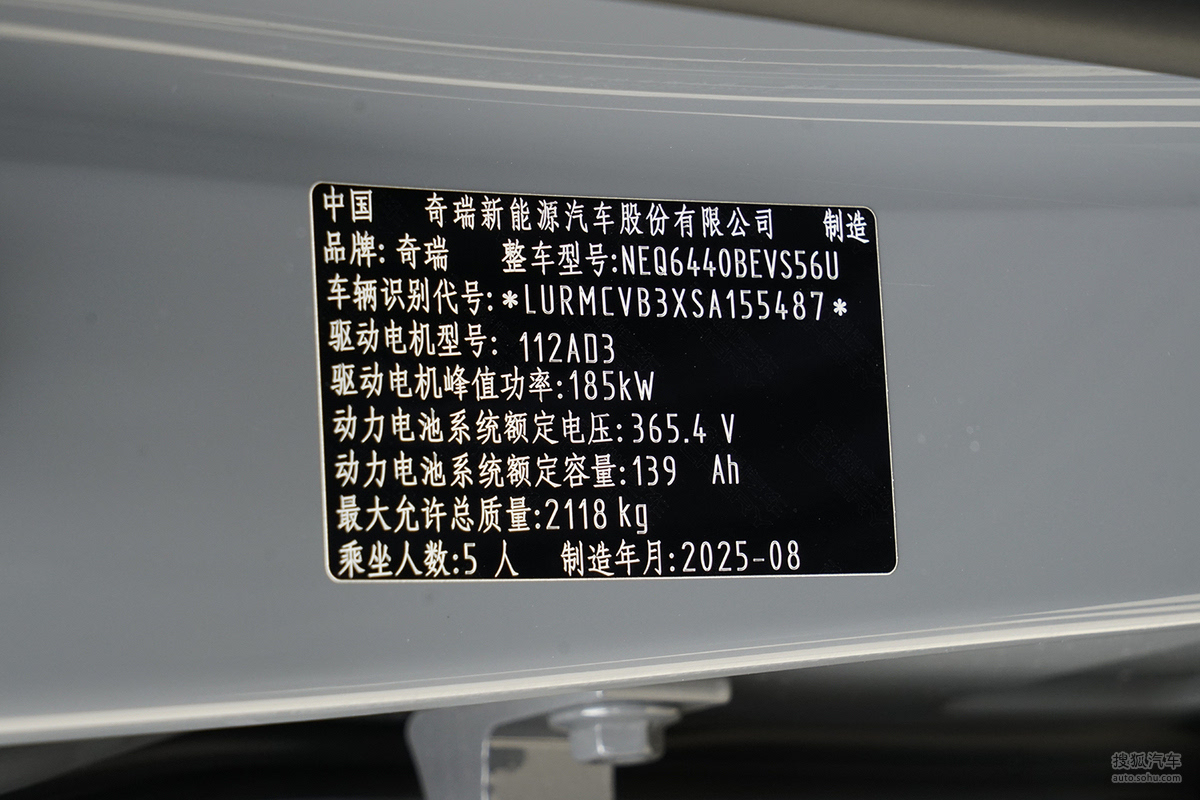 中国 奇瑞新能源汽车股份有限公司 制造
品牌: 奇瑞 整车型号:NEQ6440BEVS56U
车辆识别代号:*LURMCVB3XSA155487*
驱动电机型号: 112AD3
驱动电机峰值功率:185kW
动力电池系统额定电压:365.4 V
动力电池系统额定容量:139 Ah
最大允许总质量:2118 kg
乘坐人数:5 人 制造年月:2025-08
搜狐汽车
auto.sohu.com